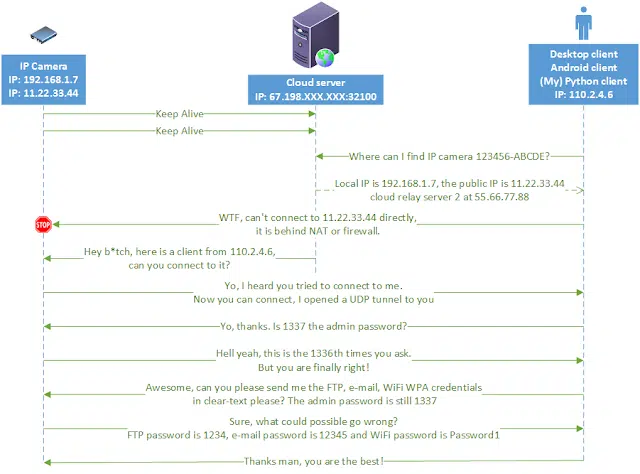 IP Camera
IP: 192.168.1.7
IP: 11.22.33.44
Cloud server
IP: 67.198.XXX.XXX:32100
Desktop client
Android client
(My) Python client
IP: 110.2.4.6
Keep Alive
Keep Alive
Where can I find IP camera 123456-ABCDE?
Local IP is 192.168.1.7, the public IP is 11.22.33.44
cloud relay server 2 at 55.66.77.88
STOP
WTF, can't connect to 11.22.33.44 directly,
it is behind NAT or firewall.
Hey b*tch, here is a client from 110.2.4.6,
can you connect to it?
Yo, I heard you tried to connect to me.
Now you can connect, I opened a UDP tunnel to you
Yo, thanks. Is 1337 the admin password?
Hell yeah, this is the 1336th times you ask.
But you are finally right!
Awesome, can you please send me the FTP, e-mail, WiFi WPA credentials
in clear-text please? The admin password is still 1337
Sure, what could possible go wrong?
FTP password is 1234, e-mail password is 12345 and WiFi password is Password1
Thanks man, you are the best!